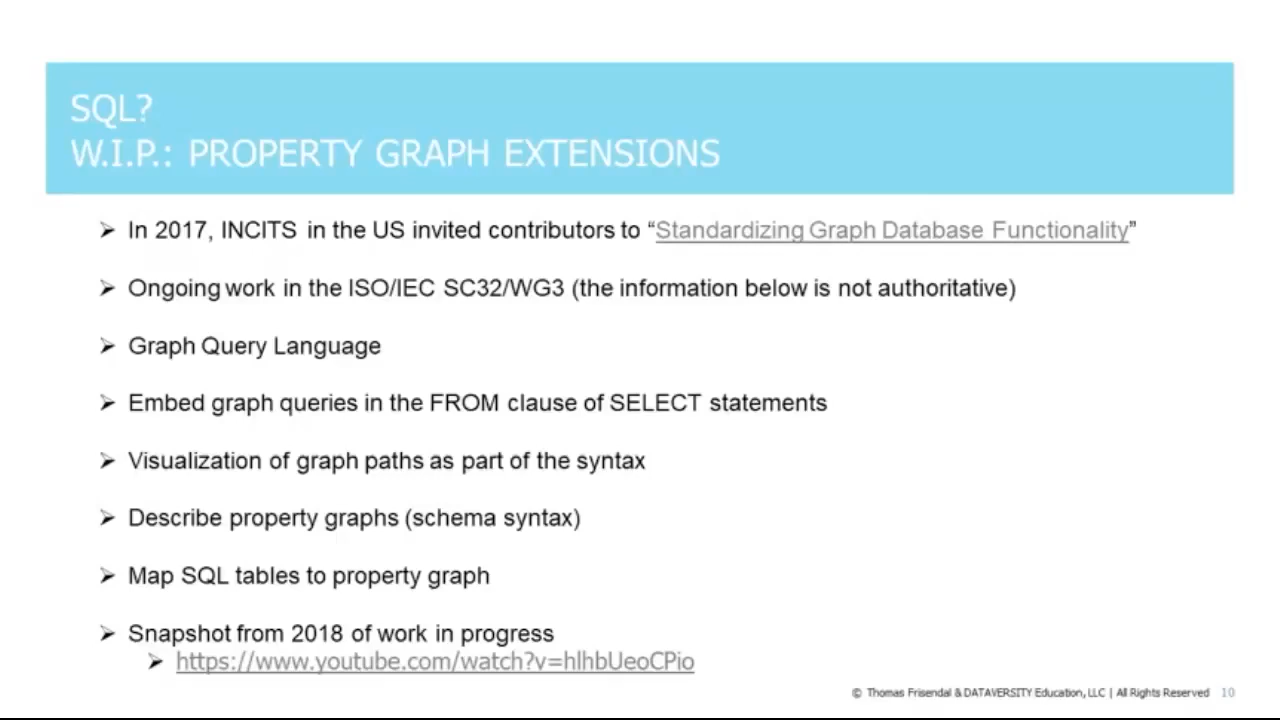 SQL?
W.I.P.: PROPERTY GRAPH EXTENSIONS
➢ In 2017, INCITS in the US invited contributors to “Standardizing Graph Database Functionality”
➢ Ongoing work in the ISO/IEC SC32/WG3 (the information below is not authoritative)
➢ Graph Query Language
➢ Embed graph queries in the FROM clause of SELECT statements
➢ Visualization of graph paths as part of the syntax
➢ Describe property graphs (schema syntax)
➢ Map SQL tables to property graph
➢ Snapshot from 2018 of work in progress
➢ https://www.youtube.com/watch?v=hlhbUeoCPio
© Thomas Frisendal & DATAVERSITY Education, LLC | All Rights Reserved 10